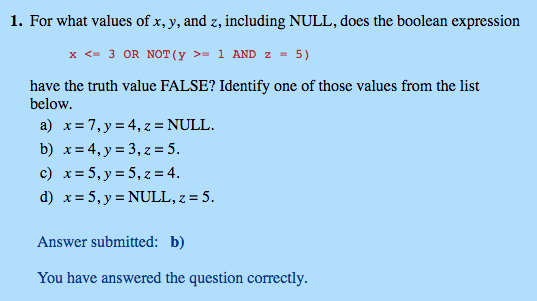 1. For what values of x, y, and z, including NULL, does the boolean expression
x <= 3 OR NOT(y >= 1 AND z = 5)
have the truth value FALSE? Identify one of those values from the list
below.
a) x = 7, y = 4, z = NULL.
b) x = 4, y = 3, z = 5.
c) x = 5, y = 5, z = 4.
d) x = 5, y = NULL, z = 5.
Answer submitted: b)
You have answered the question correctly.